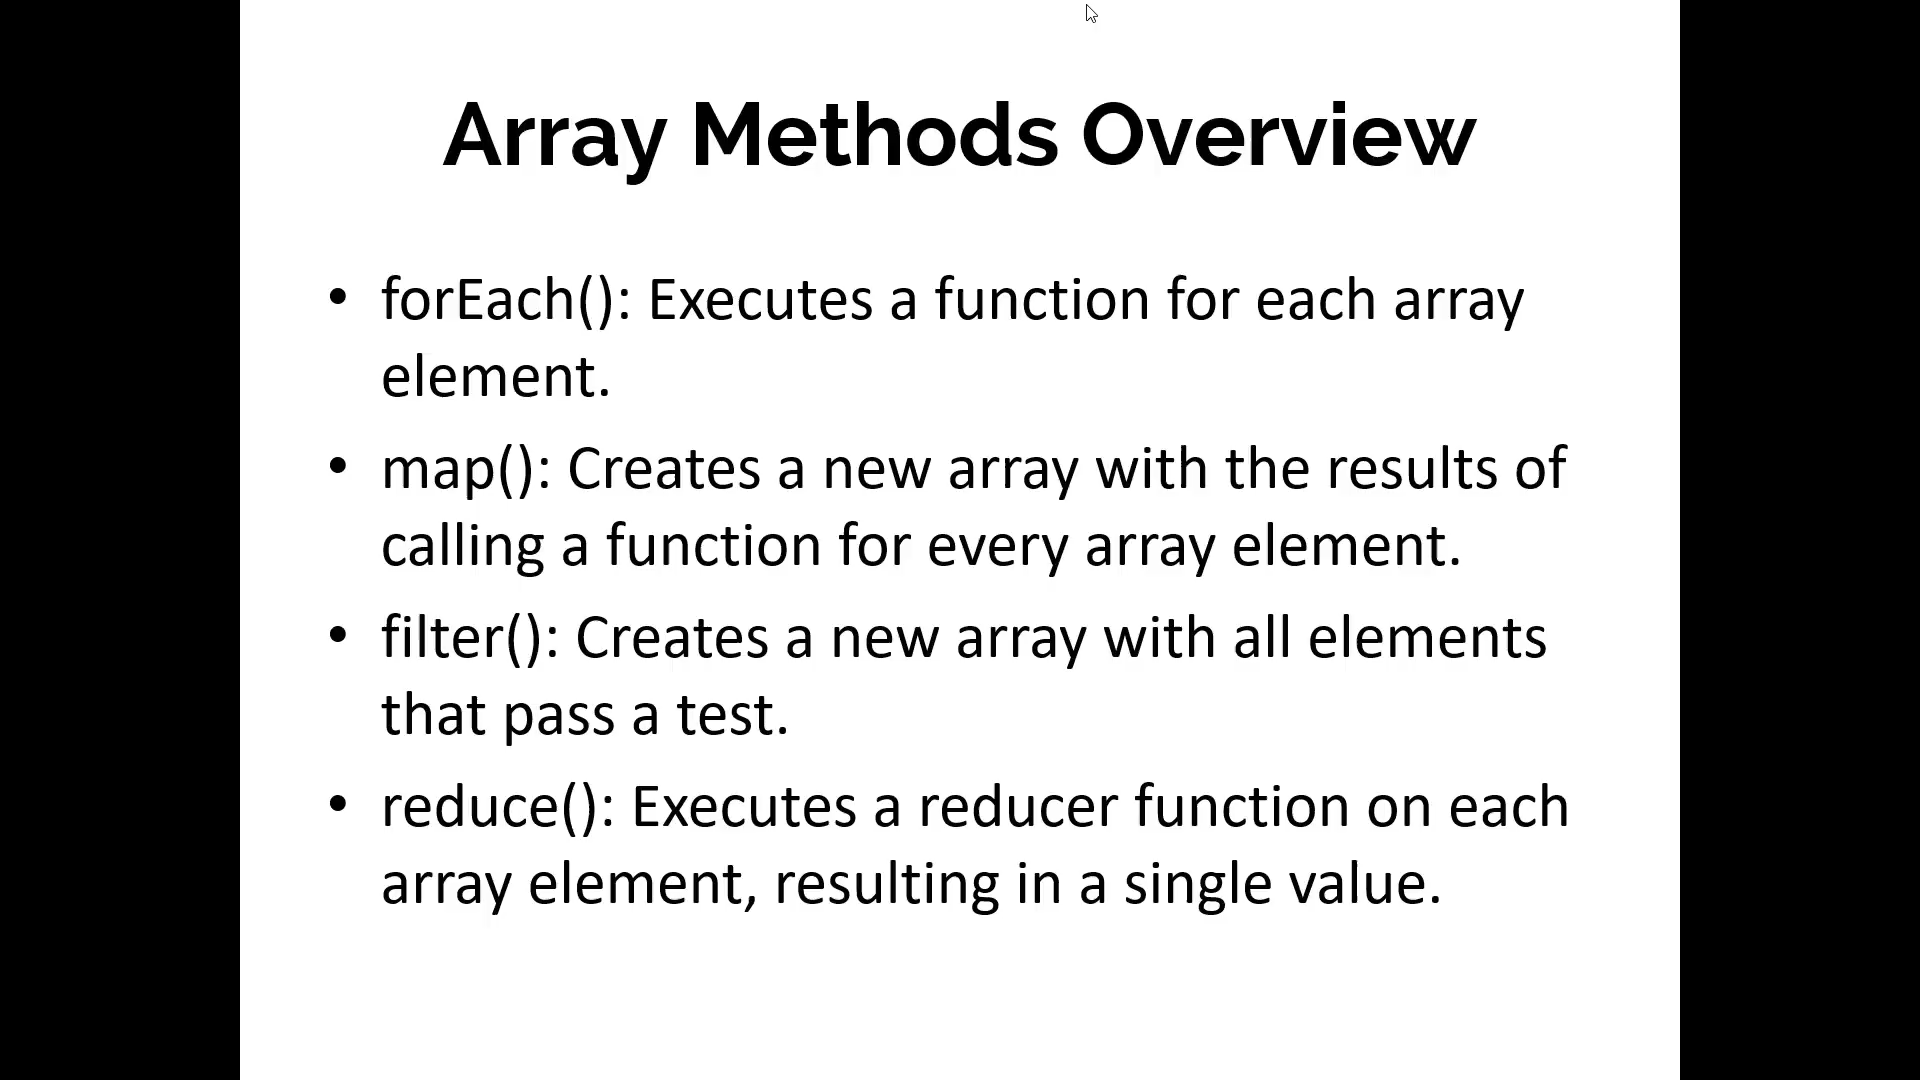 Array Methods Overview
• forEach(): Executes a function for each array
element.
• map(): Creates a new array with the results of
calling a function for every array element.
• filter(): Creates a new array with all elements
that pass a test.
• reduce(): Executes a reducer function on each
array element, resulting in a single value.